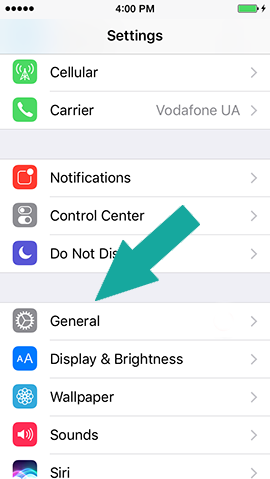 4:00 PM
Settings
Cellular
Carrier Vodafone UA
Notifications
Control Center
Do Not Dis
General
AA Display & Brightness
Wallpaper
Sounds
Siri